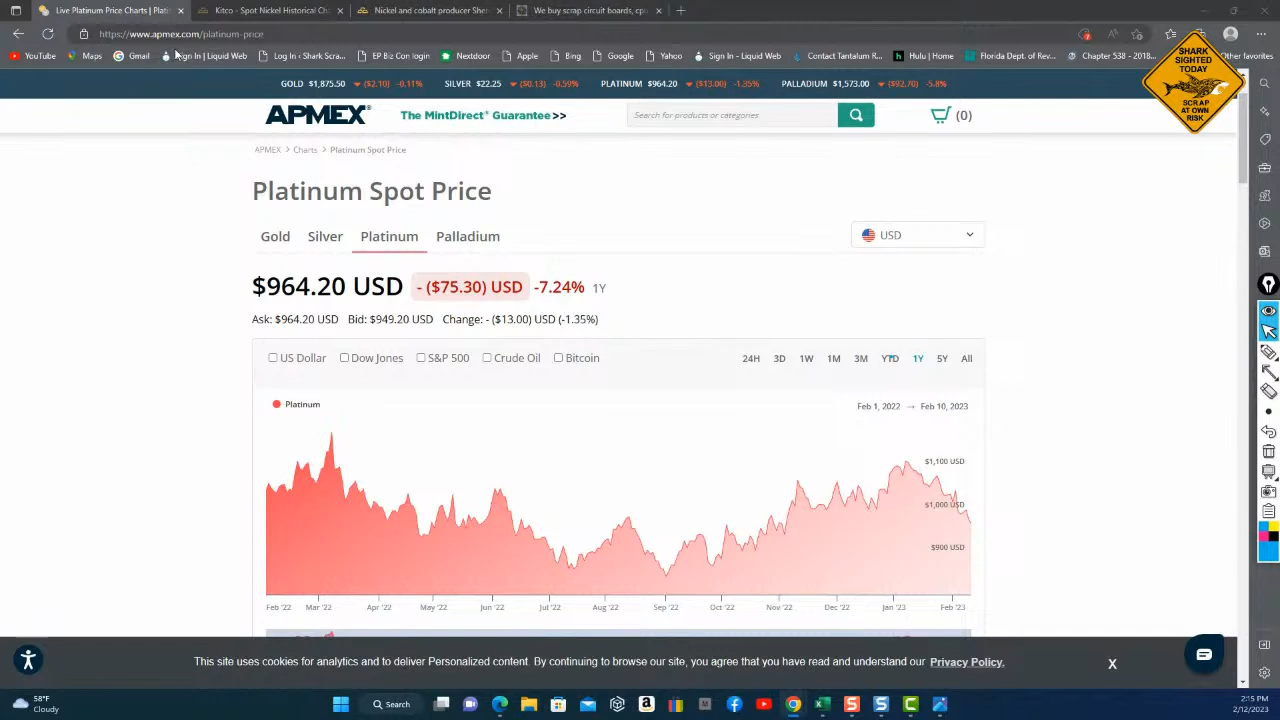 Live Platinum Price Charts | Plati
Kitco - Spot Nickel Historical Ch
Nickel and cobalt producer Sher
We buy scrap circuit boards, cpu
https://www.apmex.com/platinum-price
YouTube Maps Gmail Sign In | Liquid Web Log In ‹ Shark Scra... EP Biz Con login Nextdoor Apple Bing Google Yahoo Sign In - Liquid Web Contact Tantalum R... Hulu | Home Florida Dept. of Rev... Chapter 538 - 2018... Other favorites
SHARK
SIGHTED
TODAY
SCRAP
AT OWN
RISK
GOLD $1,875.50 ($2.10) -0.11% SILVER ($0.13) -0.59% PLATINUM $964.20 ($13.00) -1.35% PALLADIUM $1,573.00 ($92.70) -5.8%
APMEX®
The MintDirect® Guarantee >>
Search for products or categories
(0)
APMEX > Charts > Platinum Spot Price
Platinum Spot Price
Gold Silver Platinum Palladium
USD
$964.20 USD - ($75.30) USD -7.24% 1Y
Ask: $964.20 USD Bid: $949.20 USD Change: - ($13.00) USD (-1.35%)
US Dollar Dow Jones S&P 500 Crude Oil Bitcoin
24H 3D 1W 1M 3M YTD 1Y 5Y All
Platinum
Feb 1, 2022 → Feb 10, 2023
$1,100 USD
$1,000 USD
$900 USD
Feb '22 Mar '22 Apr '22 May '22 Jun '22 Jul '22 Aug '22 Sep '22 Oct '22 Nov '22 Dec '22 Jan '23 Feb '23
This site uses cookies for analytics and to deliver Personalized content. By continuing to browse our site, you agree that you have read and understand our Privacy Policy.
X
58°F
Cloudy
Search
2:15 PM
2/12/2023